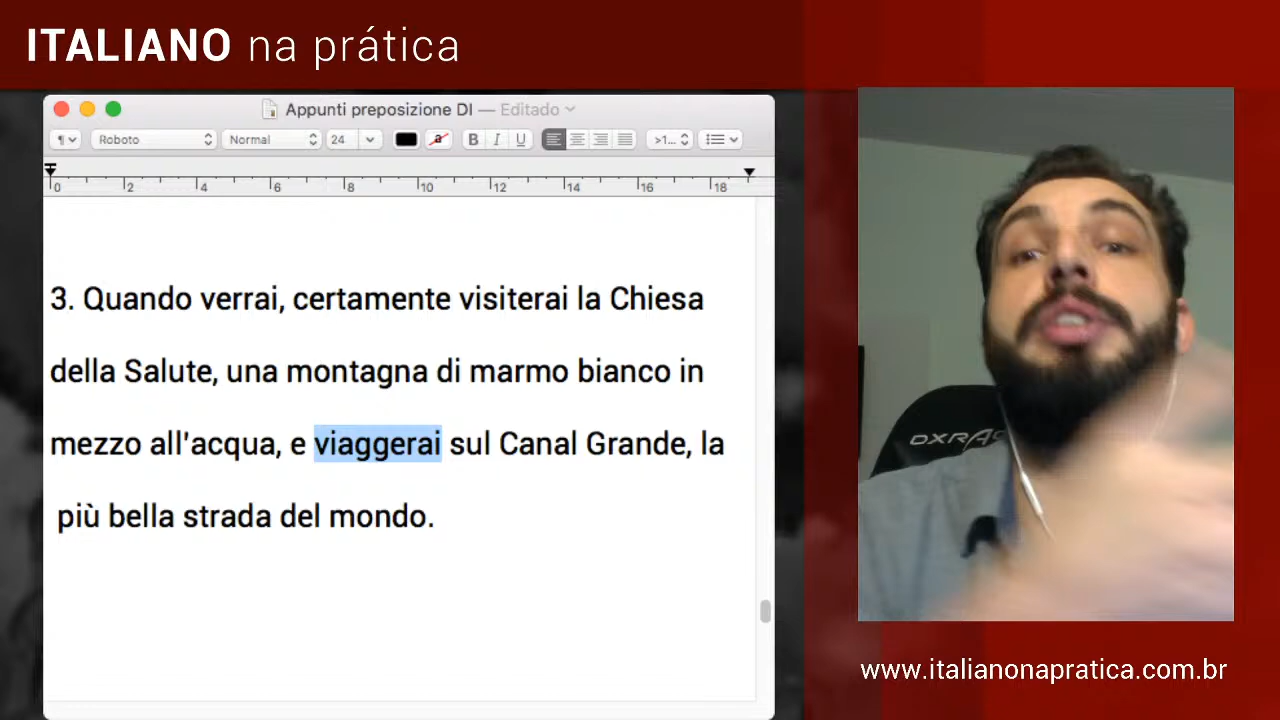 ITALIANO na prática
Appunti preposizione DI — Editado
Roboto Normal 24 B I U >1...
0 2 4 6 8 10 12 14 16 18
3. Quando verrai, certamente visiterai la Chiesa
della Salute, una montagna di marmo bianco in
mezzo all'acqua, e viaggerai sul Canal Grande, la
più bella strada del mondo.
www.italianonapratica.com.br